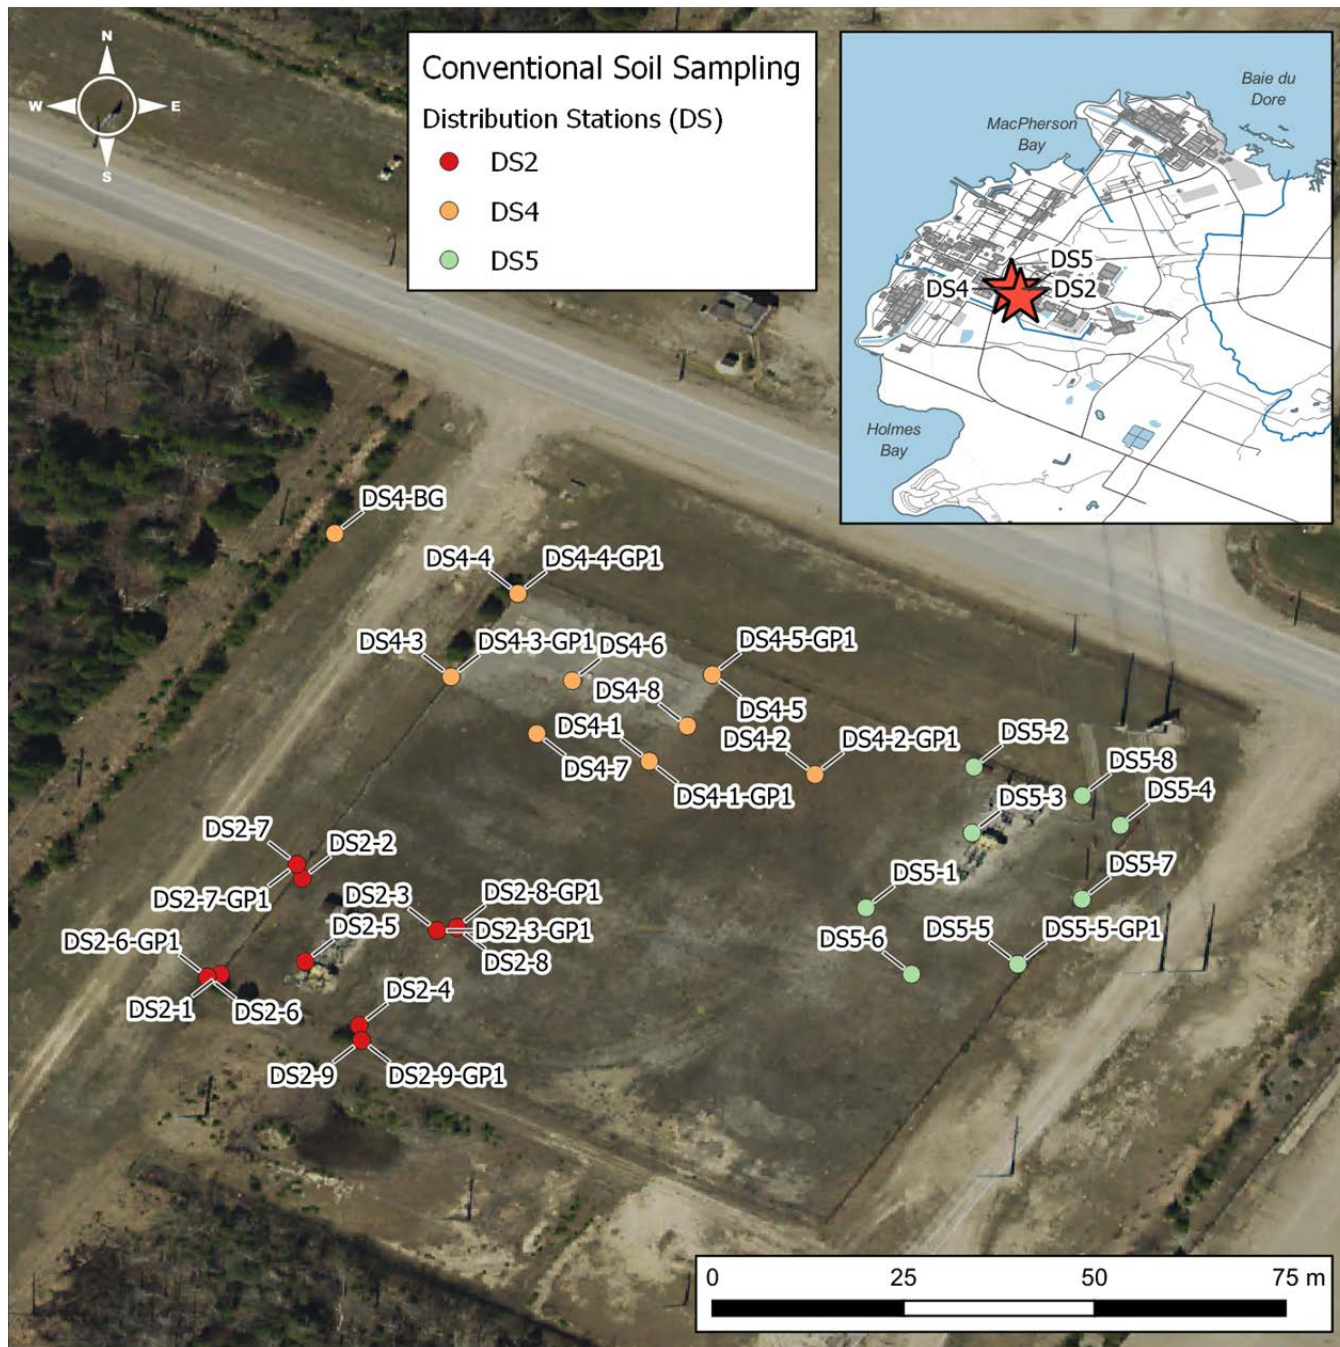 N
W E
S
Conventional Soil Sampling
Distribution Stations (DS)
DS2
DS4
DS5
Baie du
Dore
MacPherson
Bay
DS5
DS4
DS2
Holmes
Bay
DS4-BG
DS4-4
DS4-4-GP1
DS4-3
DS4-3-GP1
DS4-6
DS4-5-GP1
DS4-8
DS4-5
DS4-1
DS4-2
DS4-2-GP1
DS4-7
DS4-1-GP1
DS5-2
DS5-8
DS5-4
DS5-3
DS5-7
DS5-1
DS5-6
DS5-5
DS5-5-GP1
DS2-7
DS2-2
DS2-7-GP1
DS2-3
DS2-8-GP1
DS2-3-GP1
DS2-8
DS2-5
DS2-6-GP1
DS2-1
DS2-6
DS2-4
DS2-9
DS2-9-GP1
0 25 50 75 m